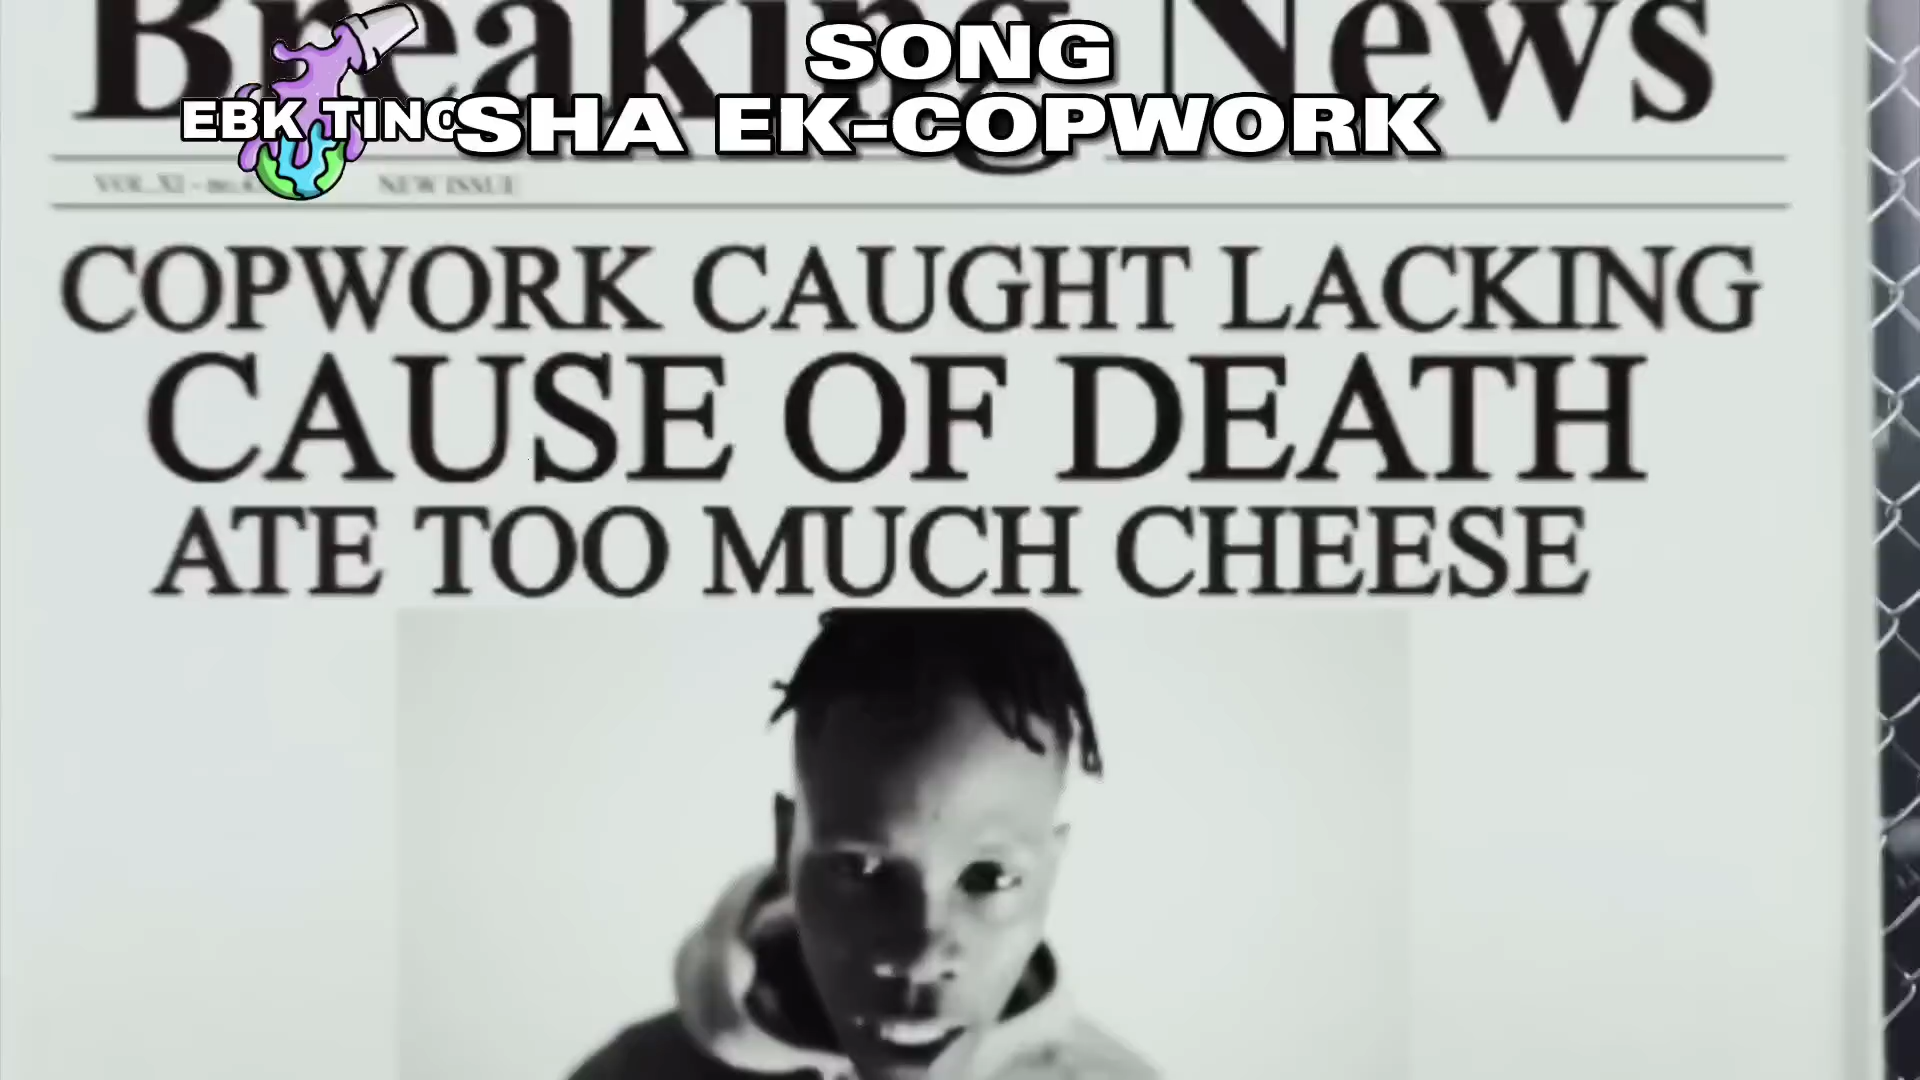 Breaking News
SONG
EBK TINO
SHA EK-COPWORK
NEW ISSUE
COPWORK CAUGHT LACKING
CAUSE OF DEATH
ATE TOO MUCH CHEESE